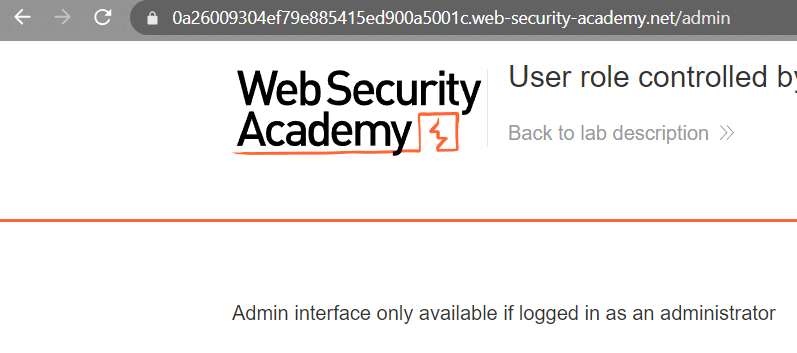 0a26009304ef79e885415ed900a5001c.web-security-academy.net/admin
User role controlled by
Web Security
Academy
Back to lab description
Admin interface only available if logged in as an administrator